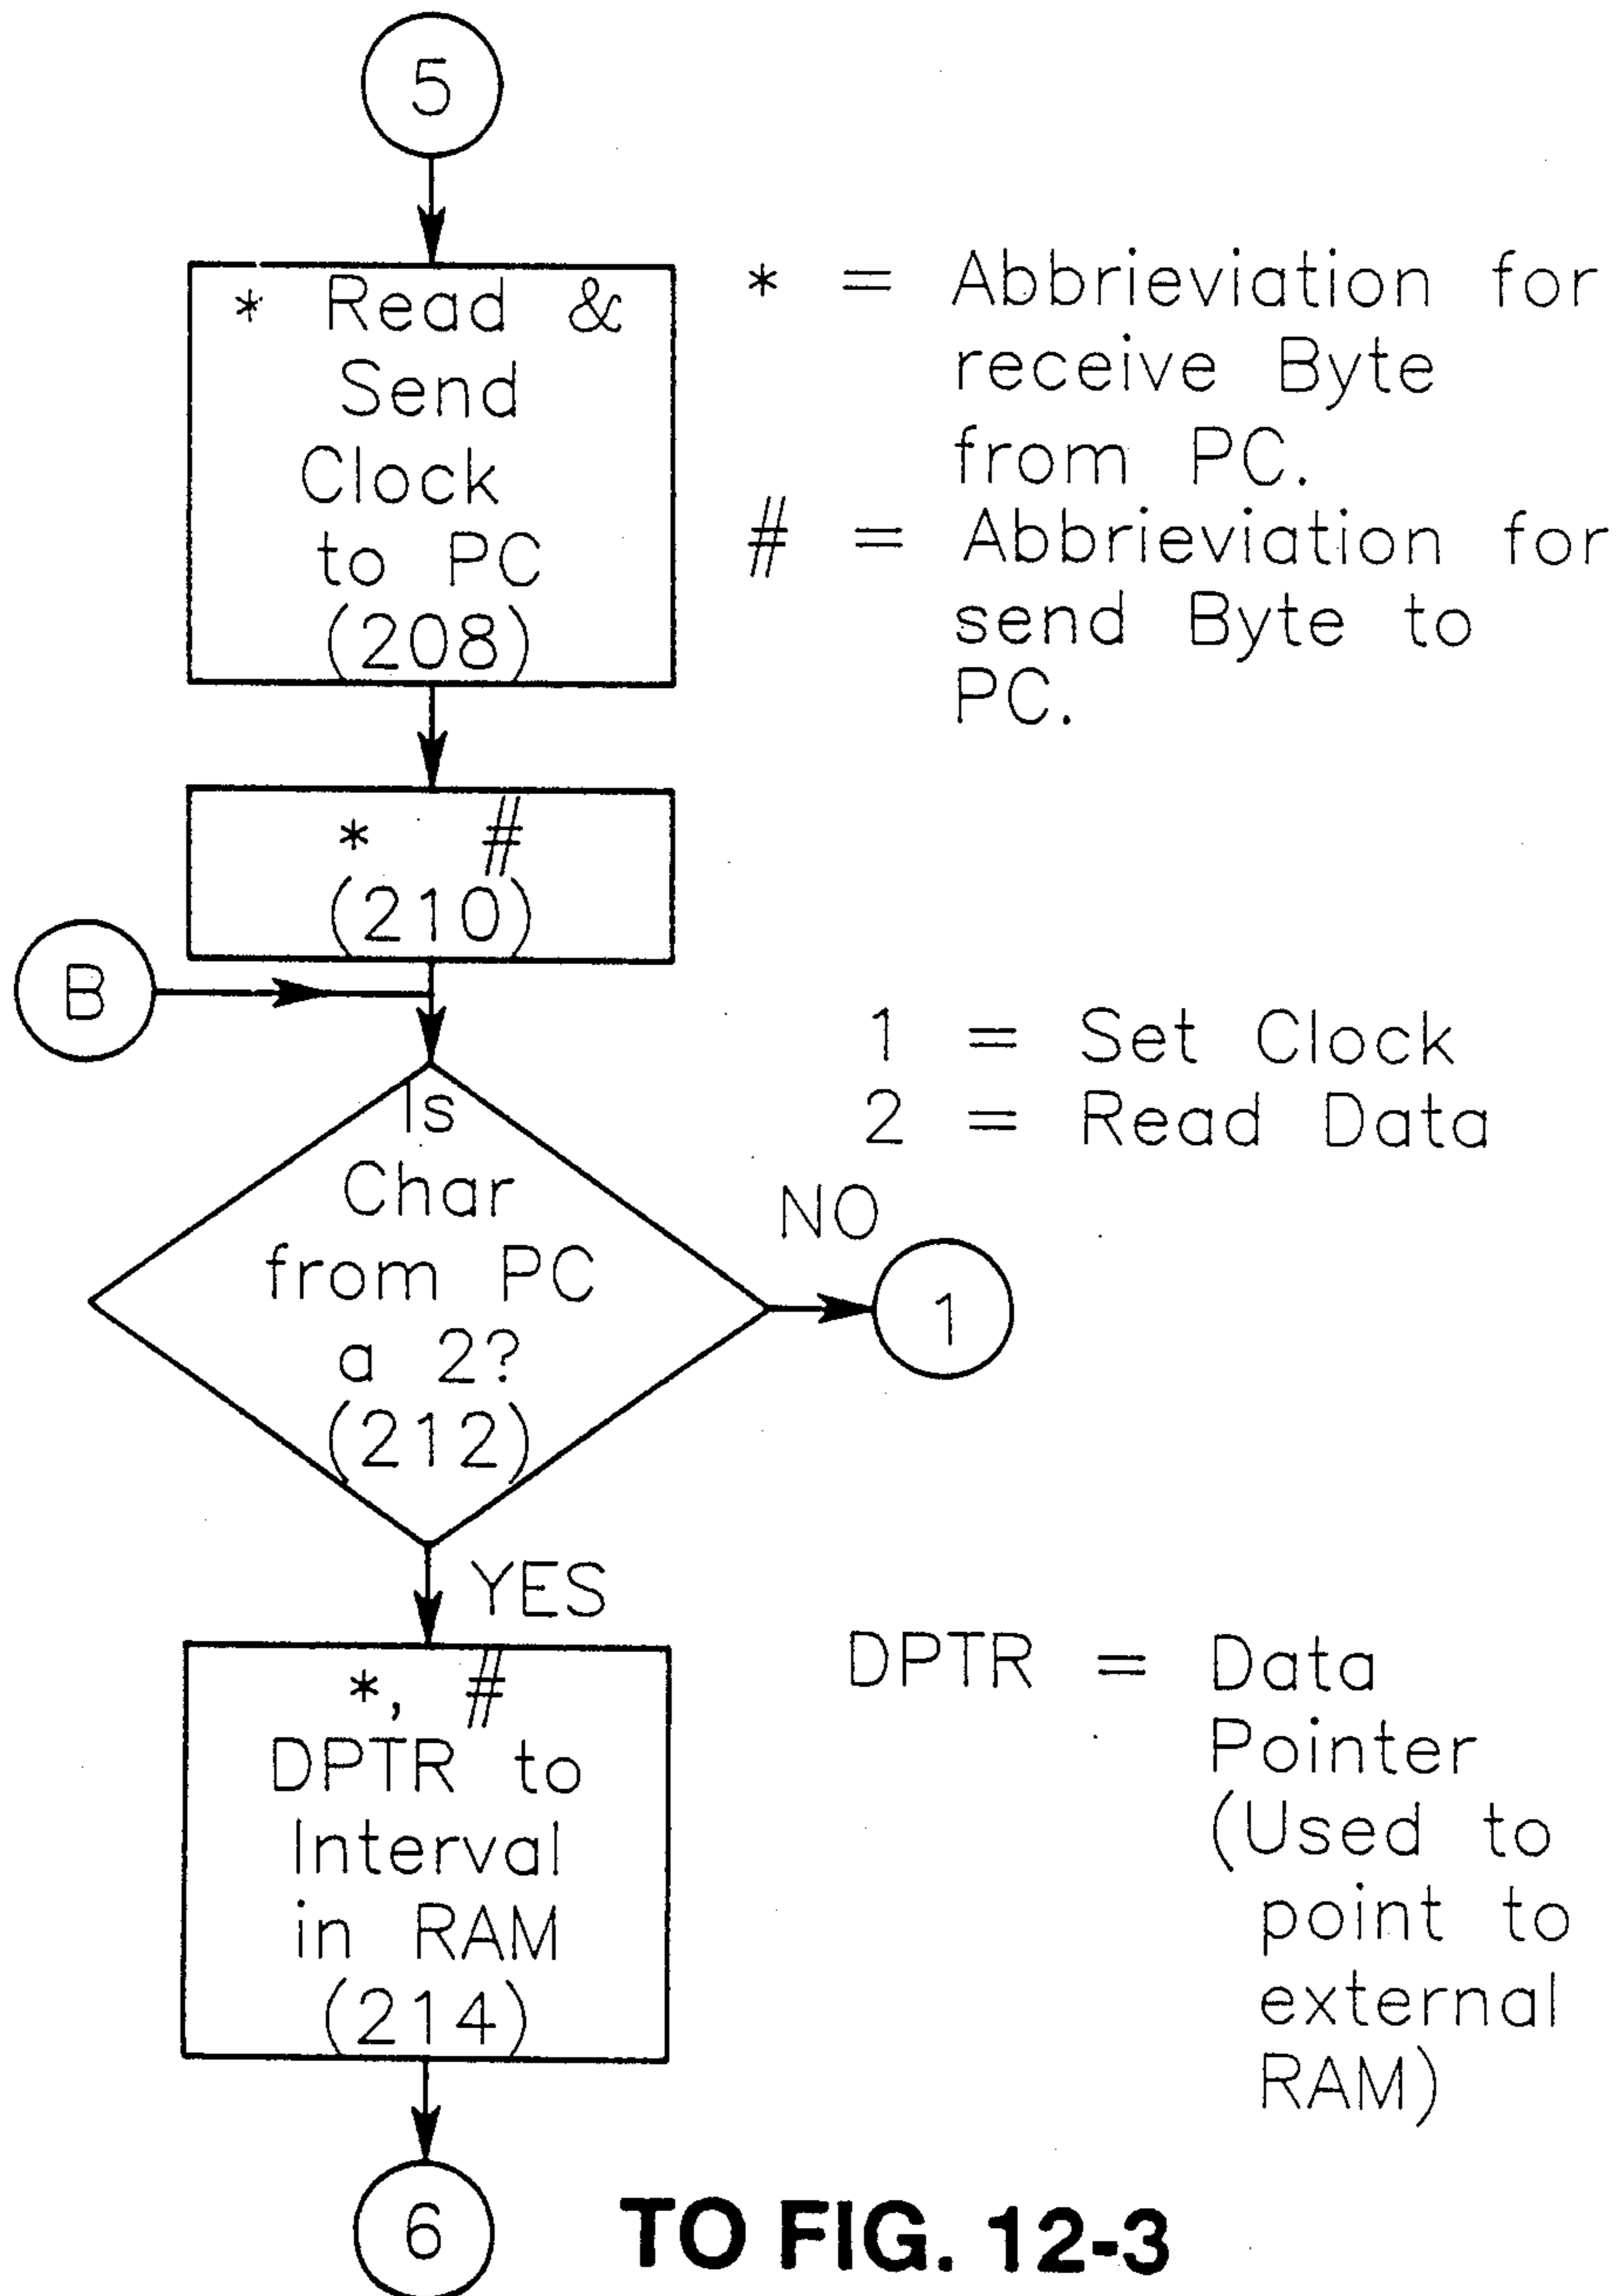 5
* Read &
Send
Clock
to PC
(208)
* = Abbrieviation for
receive Byte
from PC.
# = Abbrieviation for
send Byte to
PC.
* #
(210)
B
1 = Set Clock
2 = Read Data
Is
Char
from PC
a 2?
(212)
NO
1
YES
*, #
DPTR to
Interval
in RAM
(214)
DPTR = Data
Pointer
(Used to
point to
external
RAM)
6
TO FIG. 12-3